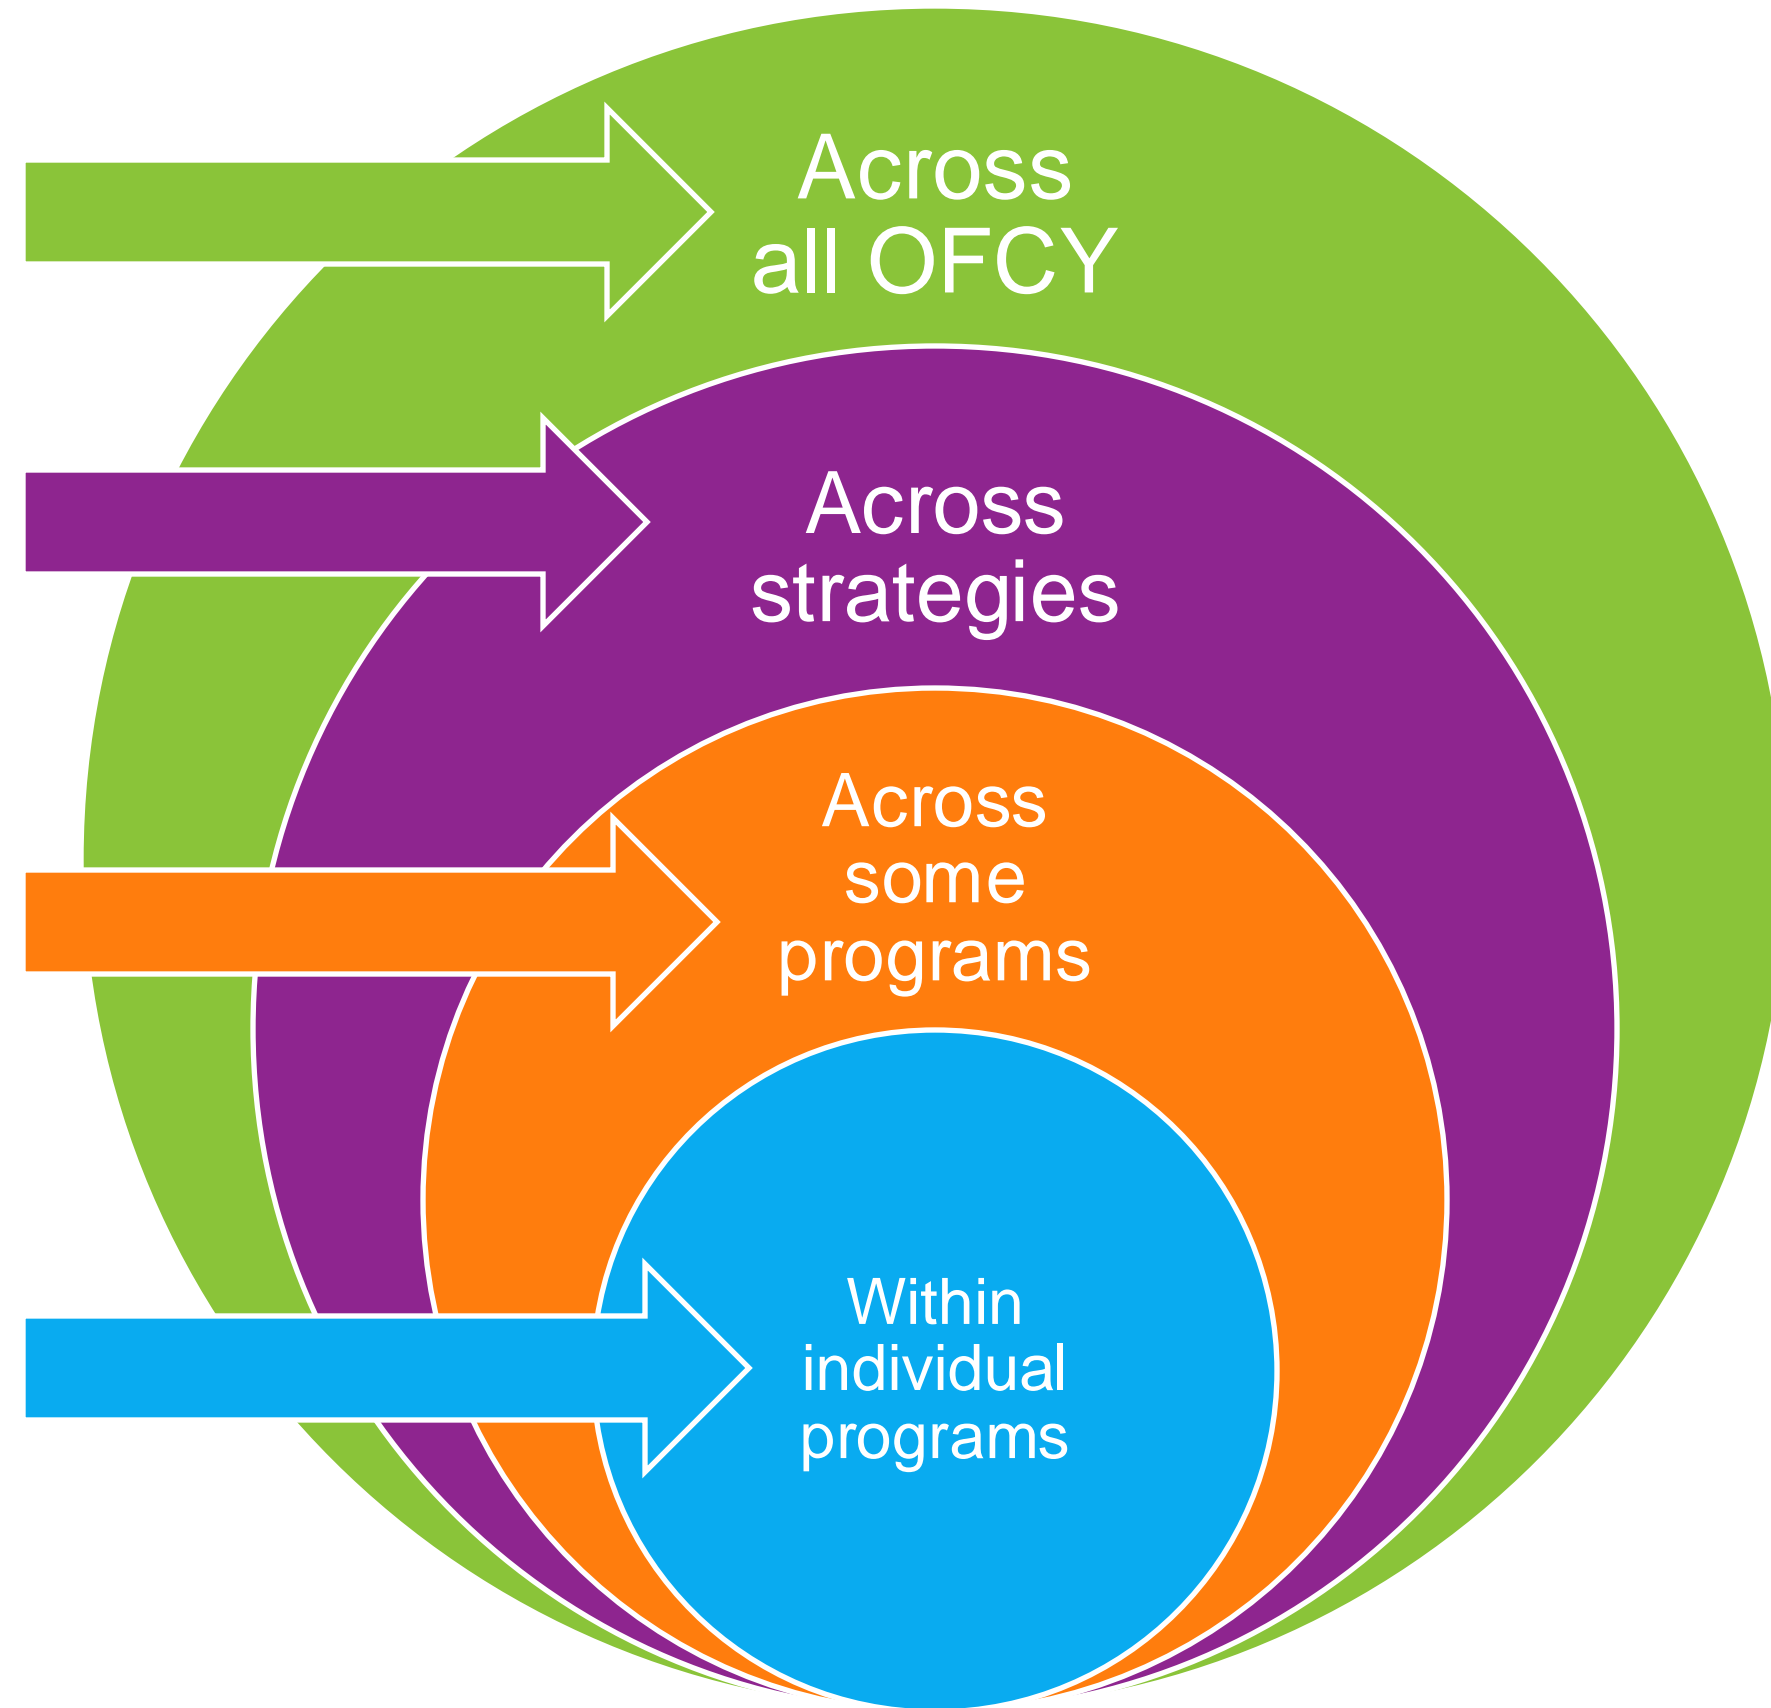 Across
all OFCY
Across
strategies
Across
some
programs
Within
individual
programs